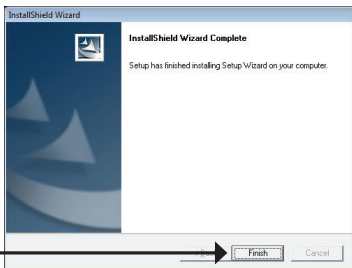 InstallShield Wizard
InstallShield Wizard Complete
Setup has finished installing Setup Wizard on your computer.
Finish
Cancel